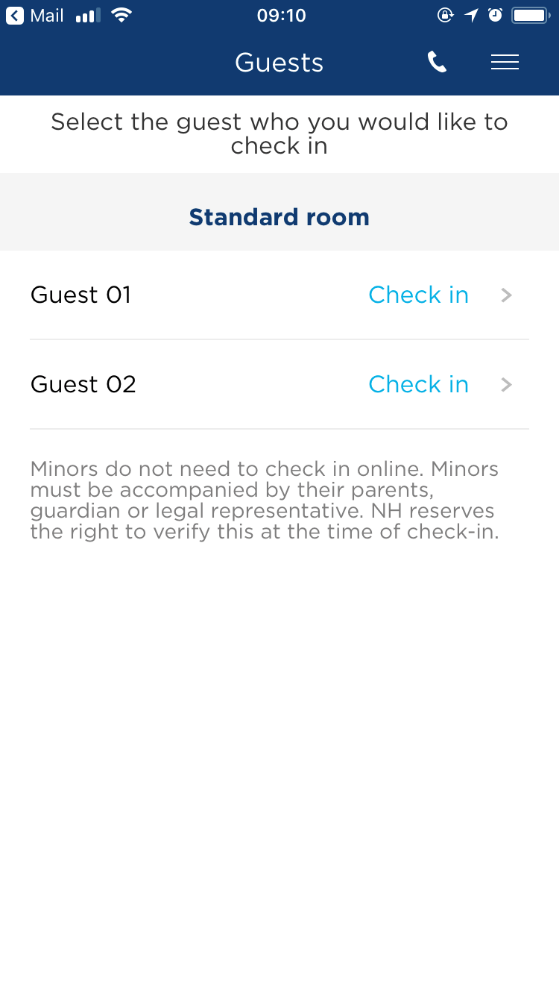 Mail 09:10
Guests
Select the guest who you would like to
check in
Standard room
Guest 01 Check in
Guest 02 Check in
Minors do not need to check in online. Minors
must be accompanied by their parents,
guardian or legal representative. NH reserves
the right to verify this at the time of check-in.